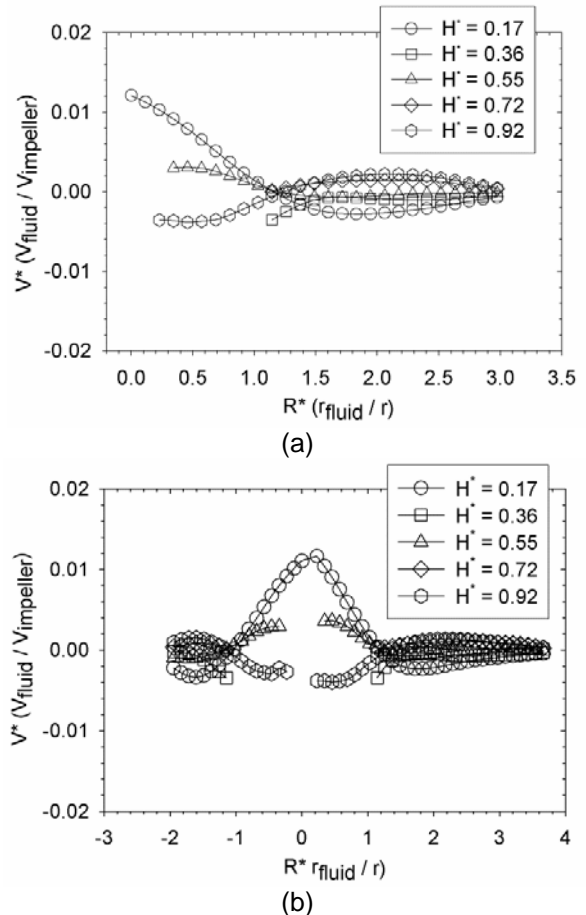 0.02
0.01
0.00
-0.01
-0.02
V* (Vfluid / Vimpeller)
H* = 0.17
H* = 0.36
H* = 0.55
H* = 0.72
H* = 0.92
0.0 0.5 1.0 1.5 2.0 2.5 3.0 3.5
R* (rfluid / r)
(a)
0.02
0.01
0.00
-0.01
-0.02
V* (Vfluid / Vimpeller)
H* = 0.17
H* = 0.36
H* = 0.55
H* = 0.72
H* = 0.92
-3 -2 -1 0 1 2 3 4
R* rfluid / r)
(b)